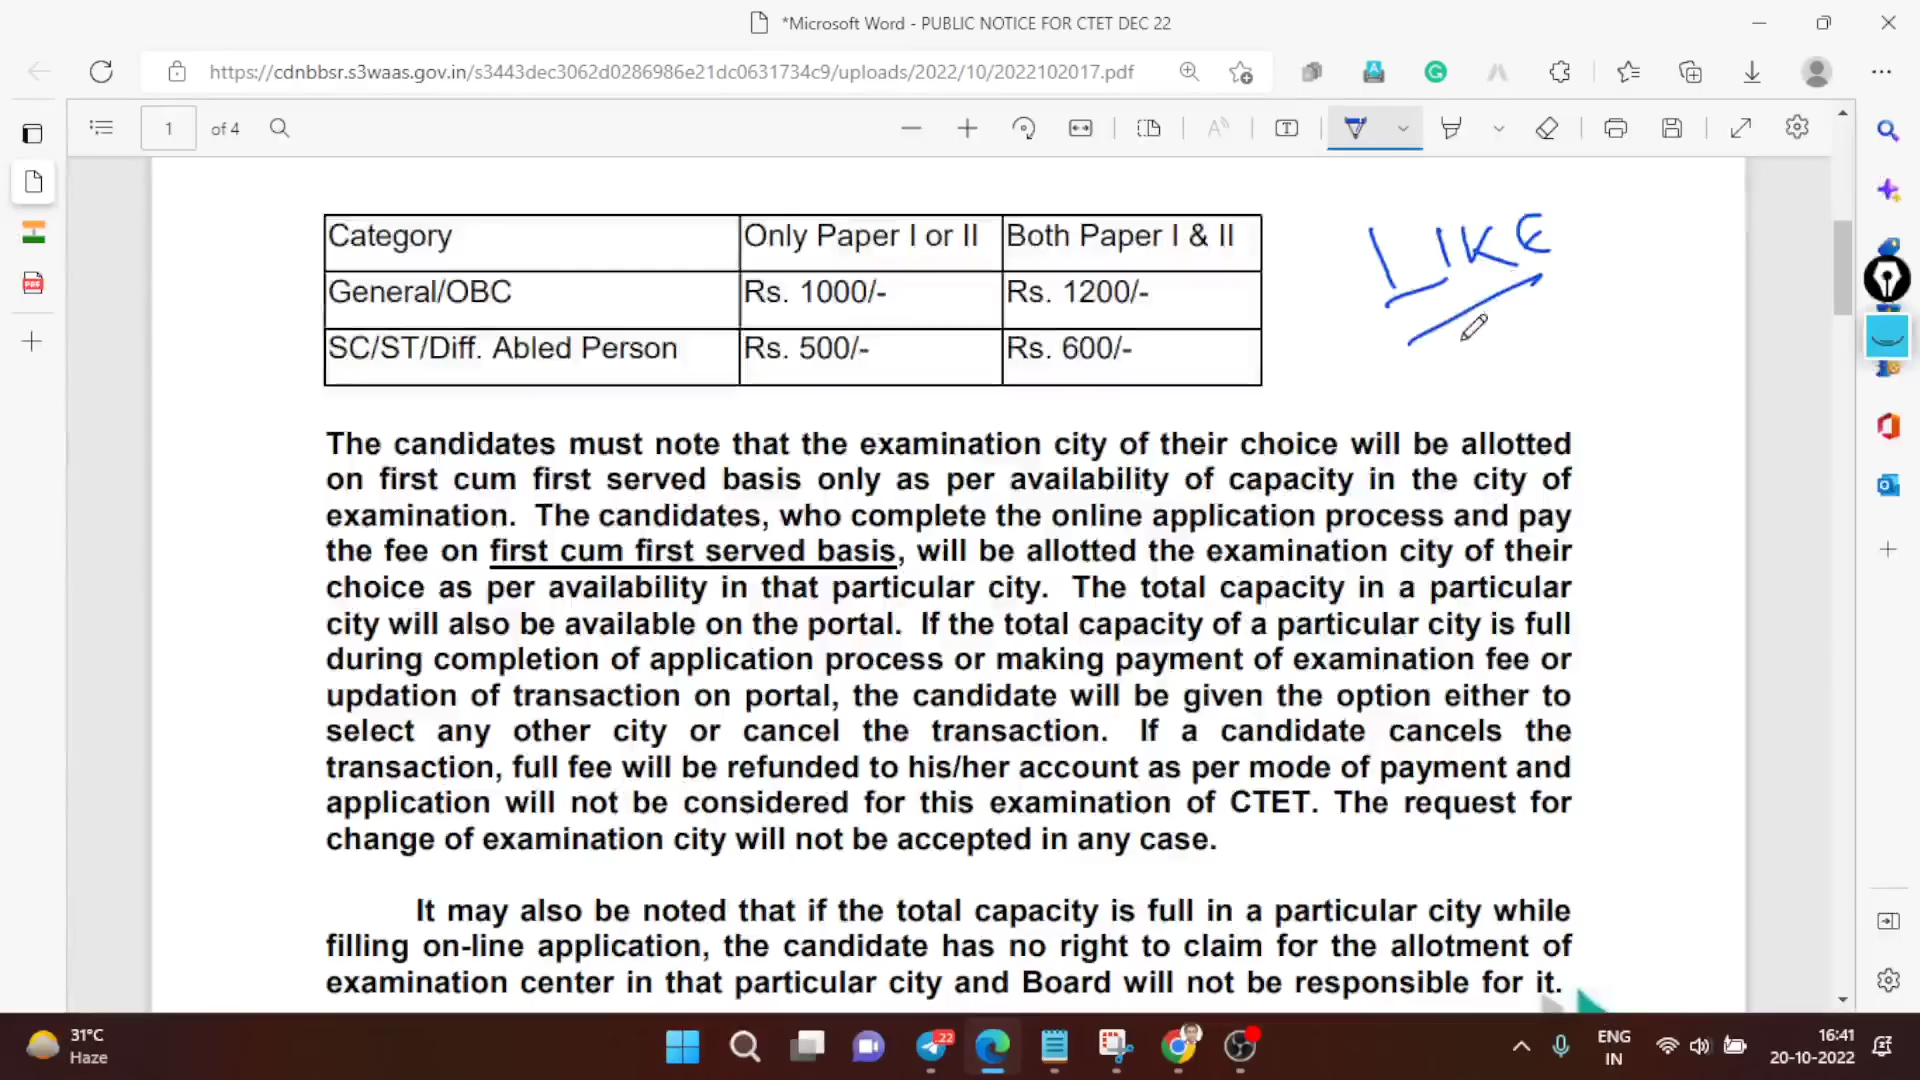 *Microsoft Word - PUBLIC NOTICE FOR CTET DEC 22
https://cdnbbsr.s3waas.gov.in/s3443dec3062d0286986e21dc0631734c9/uploads/2022/10/2022102017.pdf
1 of 4
Category Only Paper I or II Both Paper I & II
General/OBC Rs. 1000/- Rs. 1200/-
SC/ST/Diff. Abled Person Rs. 500/- Rs. 600/-
LIKE
The candidates must note that the examination city of their choice will be allotted
on first cum first served basis only as per availability of capacity in the city of
examination. The candidates, who complete the online application process and pay
the fee on first cum first served basis, will be allotted the examination city of their
choice as per availability in that particular city. The total capacity in a particular
city will also be available on the portal. If the total capacity of a particular city is full
during completion of application process or making payment of examination fee or
updation of transaction on portal, the candidate will be given the option either to
select any other city or cancel the transaction. If a candidate cancels the
transaction, full fee will be refunded to his/her account as per mode of payment and
application will not be considered for this examination of CTET. The request for
change of examination city will not be accepted in any case.
It may also be noted that if the total capacity is full in a particular city while
filling on-line application, the candidate has no right to claim for the allotment of
examination center in that particular city and Board will not be responsible for it.
31°C
Haze
22
ENG
IN
16:41
20-10-2022